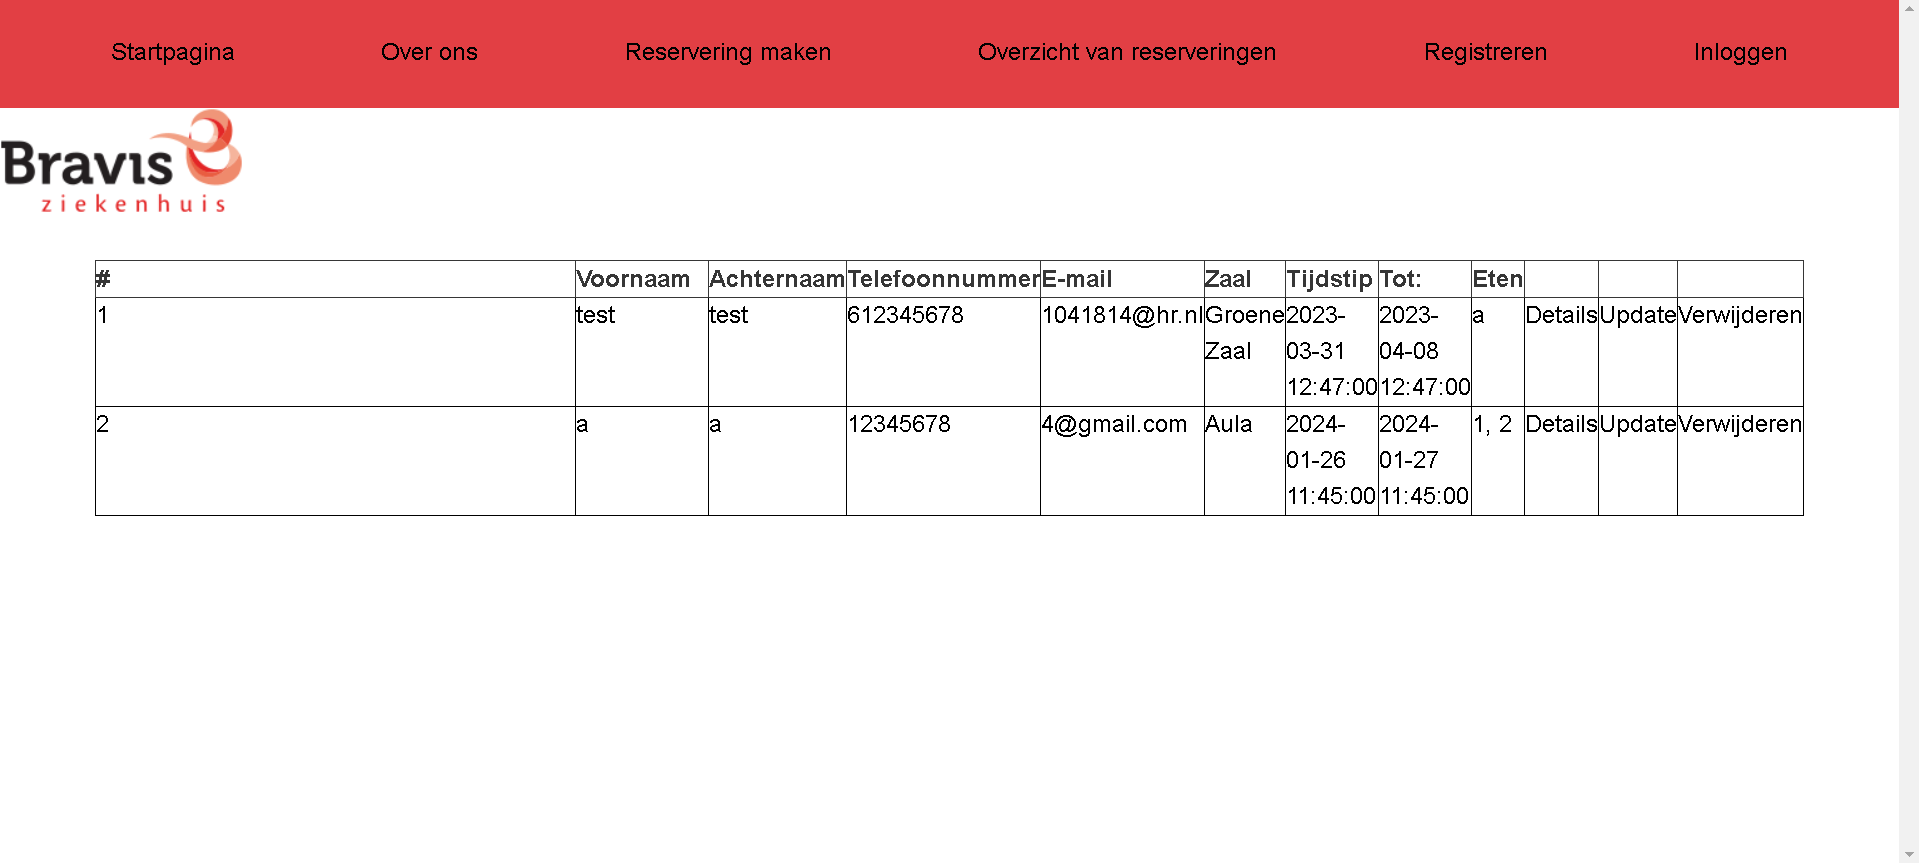 Startpagina Over ons Reservering maken Overzicht van reserveringen Registreren Inloggen
Bravis
ziekenhuis
# Voornaam Achternaam Telefoonnummer E-mail Zaal Tijdstip Tot: Eten
1 test test 612345678 1041814@hr.nl Groene 2023- 2023- a Details Update Verwijderen
Zaal 03-31 04-08
12:47:00 12:47:00
2 a a 12345678 4@gmail.com Aula 2024- 2024- 1, 2 Details Update Verwijderen
01-26 01-27
11:45:00 11:45:00